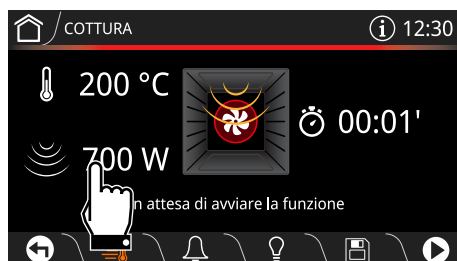 COTTURA
i 12:30
200 °C
00:01'
700 W
n attesa di avviare la funzione